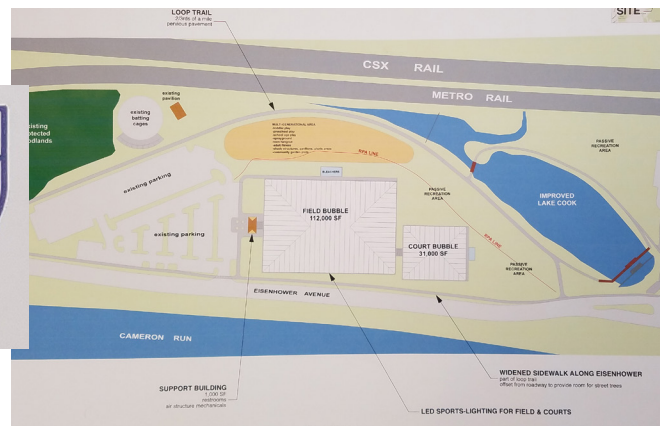 SITE
LOOP TRAIL
2/3rds of a mile
pervious pavement
CSX RAIL
METRO RAIL
existing
pavilion
existing
batting
cages
PASSIVE
RECREATION
AREA
RPA LINE
existing parking
PASSIVE
RECREATION
AREA
IMPROVED
LAKE COOK
FIELD BUBBLE
112,000 SF
existing parking
COURT BUBBLE
31,000 SF
RPA LINE
PASSIVE
RECREATION
AREA
EISENHOWER AVENUE
CAMERON RUN
WIDENED SIDEWALK ALONG EISENHOWER
part of loop trail
offset from roadway to provide room for street trees
SUPPORT BUILDING
1,000 SF
restrooms
air structure mechanicals
LED SPORTS-LIGHTING FOR FIELD & COURTS